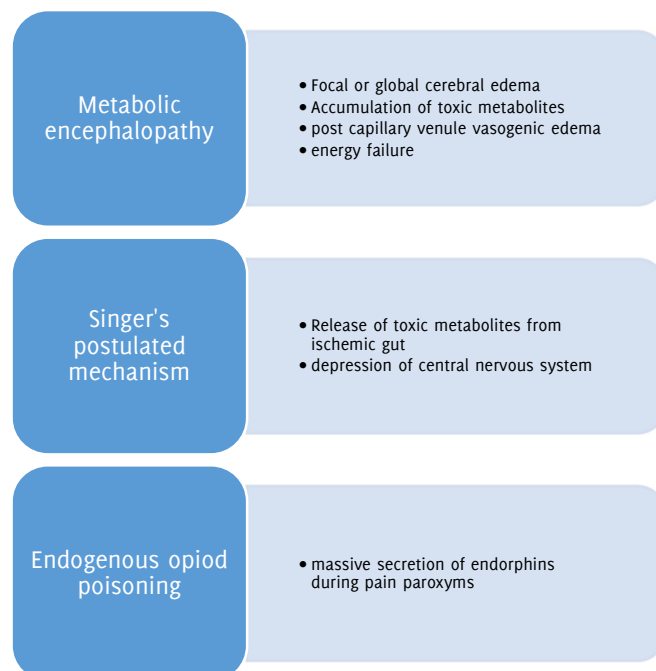 Metabolic
encephalopathy
• Focal or global cerebral edema
• Accumulation of toxic metabolites
• post capillary venule vasogenic edema
• energy failure
Singer's
postulated
mechanism
• Release of toxic metabolites from
ischemic gut
• depression of central nervous system
Endogenous opiod
poisoning
• massive secretion of endorphins
during pain paroxyms